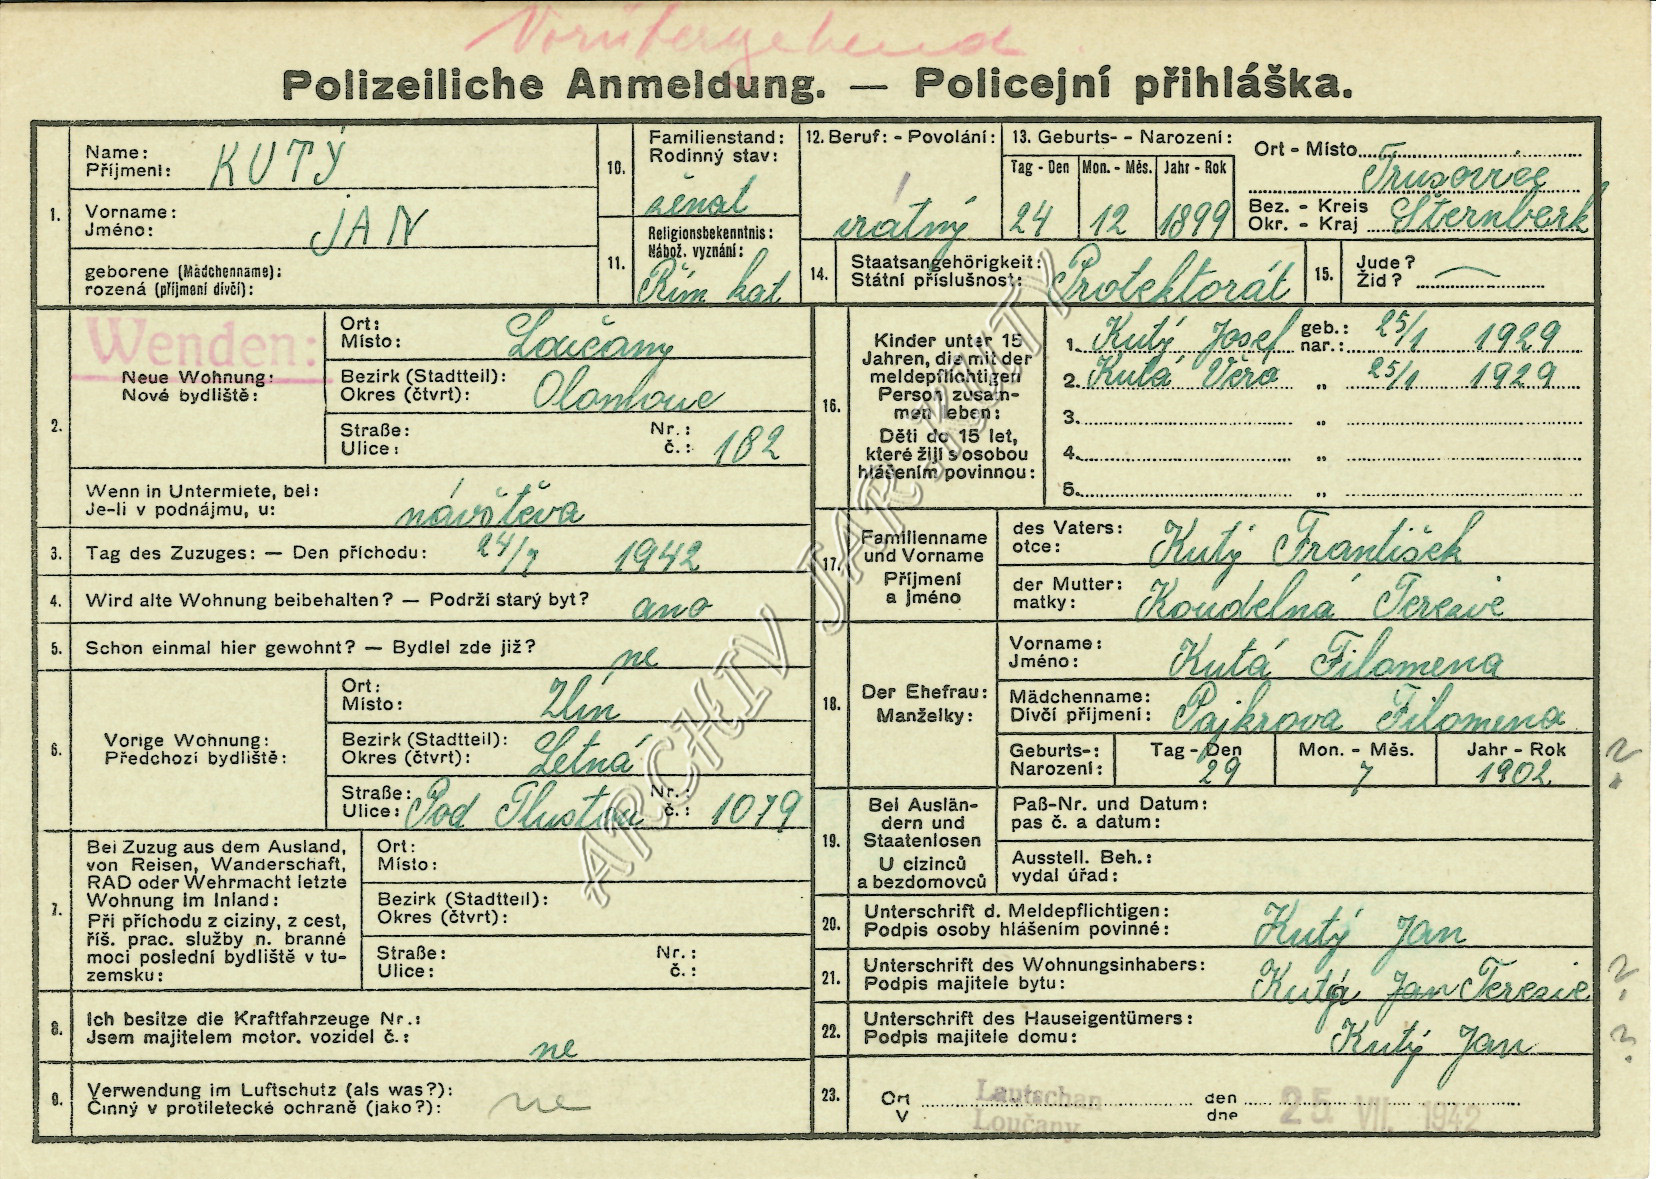 Vorübergehend
Polizeiliche Anmeldung. — Policejní přihláška.
1.
Name:
Příjmení: KUTÝ
Vorname:
Jméno: JAN
geborene (Mädchenname):
rozená (příjmení dívčí):
10.
Familienstand:
Rodinný stav:
ženat
11.
Religionsbekenntnis:
Nábož. vyznání:
Řím kat
12. Beruf: - Povolání:
vrátný
13. Geburts- - Narození:
Tag - Den Mon. - Měs. Jahr - Rok
24 12 1899
Ort - Místo Trusovice
Bez. - Kreis
Okr. - Kraj Šternberk
14.
Staatsangehörigkeit:
Státní příslušnost: Protektorát
15.
Jude?
Žid? —
2.
Wenden:
Neue Wohnung:
Nové bydliště:
Ort:
Místo: Loučany
Bezirk (Stadtteil):
Okres (čtvrt): Olomouc
Straße: Nr.:
Ulice: č.: 182
Wenn in Untermiete, bei:
Je-li v podnájmu, u: návštěva
3. Tag des Zuzuges: — Den příchodu: 24/7 1942
4. Wird alte Wohnung beibehalten? — Podrží starý byt? ano
5. Schon einmal hier gewohnt? — Bydlel zde již? ne
6.
Vorige Wohnung:
Předchozí bydliště:
Ort:
Místo: Zlín
Bezirk (Stadtteil):
Okres (čtvrt): Letná
Straße: Nr.:
Ulice: Pod Tlustou č.: 1079
7.
Bei Zuzug aus dem Ausland,
von Reisen, Wanderschaft,
RAD oder Wehrmacht letzte
Wohnung im Inland:
Při příchodu z ciziny, z cest,
říš. prac. služby n. branné
moci poslední bydliště v tu-
zemsku:
Ort:
Místo:
Bezirk (Stadtteil):
Okres (čtvrt):
Straße: Nr.:
Ulice: č.:
8.
Ich besitze die Kraftfahrzeuge Nr.:
Jsem majitelem motor. vozidel č.: ne
9.
Verwendung im Luftschutz (als was?):
Činný v protiletecké ochraně (jako?): ne
16.
Kinder unter 15
Jahren, die mit der
meldepflichtigen
Person zusam-
men leben:
Děti do 15 let,
které žijí s osobou
hlášením povinnou:
1. Kutý Josef geb.: nar.: 25/1 1929
2. Kutá Věra „ 25/1 1929
3. „
4. „
5. „
17.
Familienname
und Vorname
Příjmení
a jméno
des Vaters:
otce: Kutý František
der Mutter:
matky: Koudelná Terezie
18.
Der Ehefrau:
Manželky:
Vorname:
Jméno: Kutá Filomena
Mädchenname:
Dívčí příjmení: Pajkrova Filomena
Geburts-:
Narození:
Tag - Den Mon. - Měs. Jahr - Rok
29 7 1902 ?
19.
Bei Auslän-
dern und
Staatenlosen
U cizinců
a bezdomovců
Paß-Nr. und Datum:
pas č. a datum:
Ausstell. Beh.:
vydal úřad:
20.
Unterschrift d. Meldepflichtigen:
Podpis osoby hlášením povinné: Kutý Jan
21.
Unterschrift des Wohnungsinhabers:
Podpis majitele bytu: Kutý Jan Terezie ?
22.
Unterschrift des Hauseigentümers:
Podpis majitele domu: Kutý Jan ?
23.
Ort Lautschan den
V Loučany dne 25. VII. 1942
ARCHIV JAR. KUTÝ